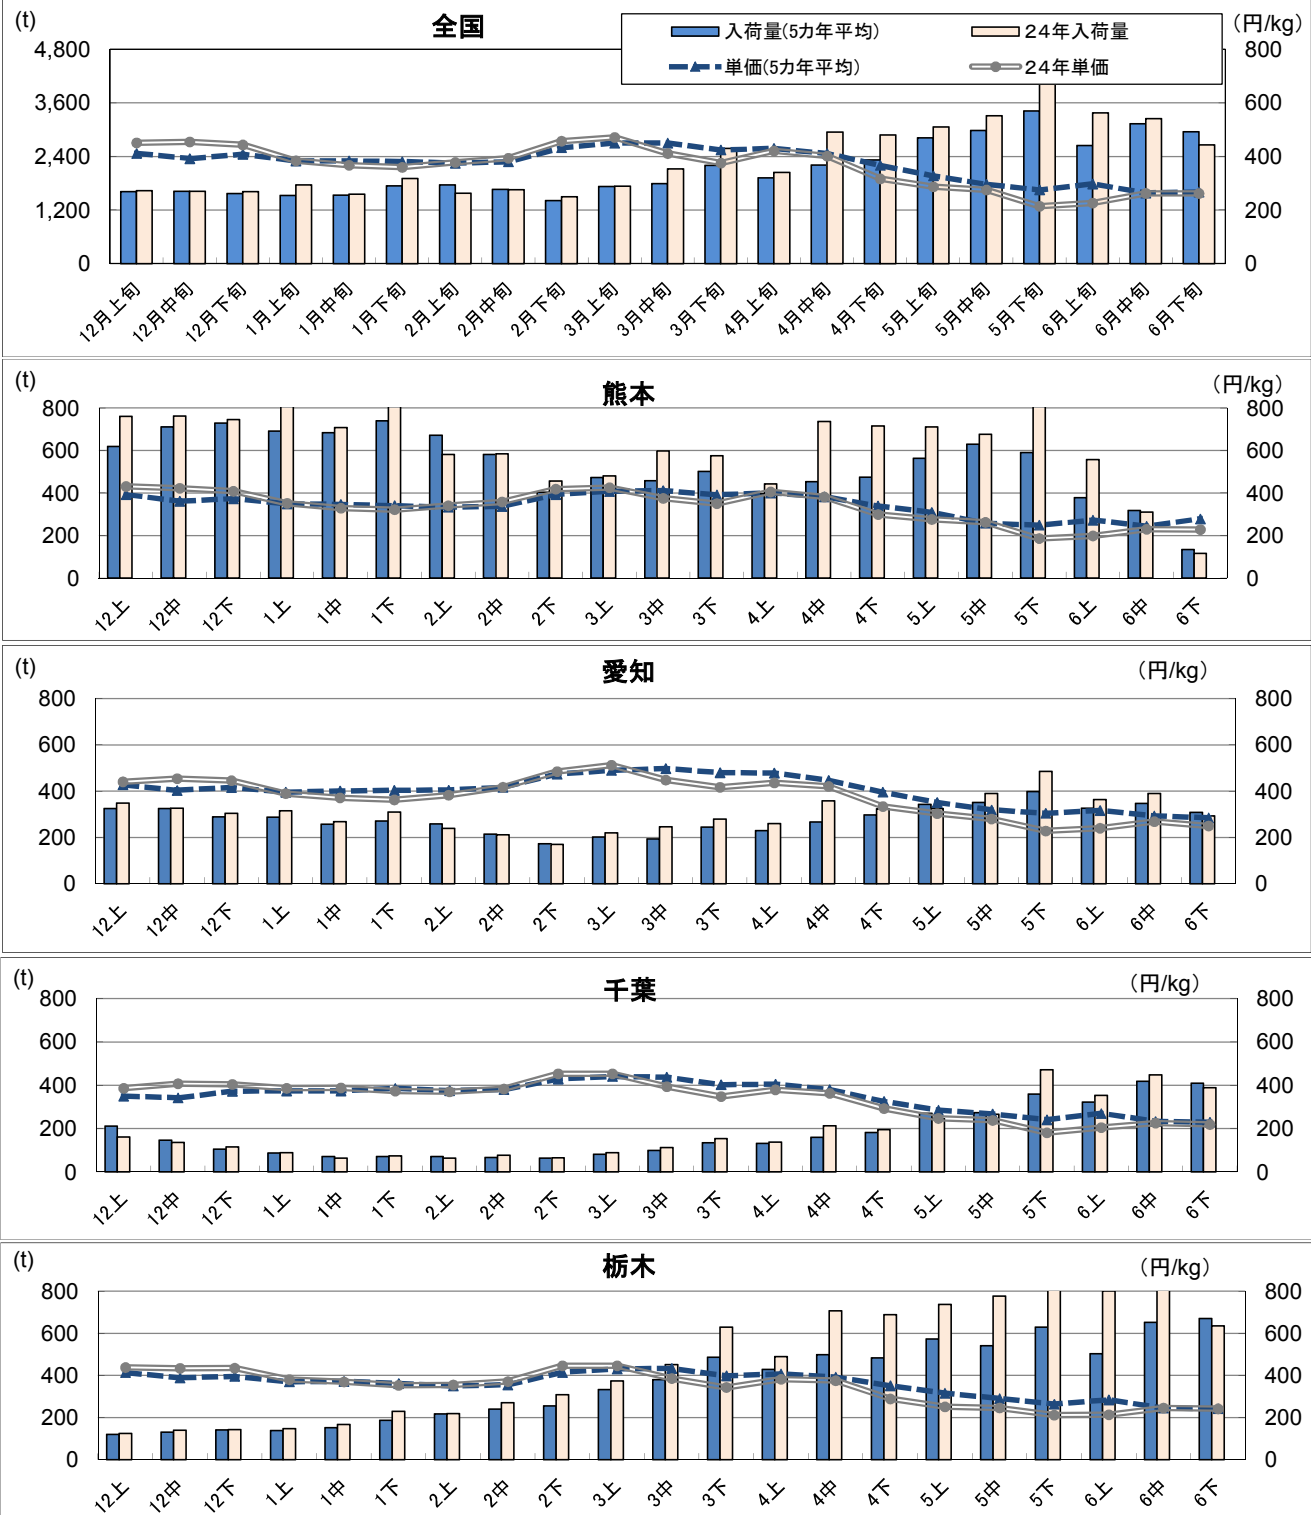 (t)
全国
(円/kg)
入荷量(5カ年平均)
２４年入荷量
単価(5カ年平均)
２４年単価
4,800
3,600
2,400
1,200
0
800
600
400
200
0
12月上旬
12月中旬
12月下旬
1月上旬
1月中旬
1月下旬
2月上旬
2月中旬
2月下旬
3月上旬
3月中旬
3月下旬
4月上旬
4月中旬
4月下旬
5月上旬
5月中旬
5月下旬
6月上旬
6月中旬
6月下旬
(t)
熊本
（円/kg）
800
600
400
200
0
800
600
400
200
0
12上
12中
12下
1上
1中
1下
2上
2中
2下
3上
3中
3下
4上
4中
4下
5上
5中
5下
6上
6中
6下
(t)
愛知
（円/kg）
800
600
400
200
0
800
600
400
200
0
12上
12中
12下
1上
1中
1下
2上
2中
2下
3上
3中
3下
4上
4中
4下
5上
5中
5下
6上
6中
6下
(t)
千葉
（円/kg）
800
600
400
200
0
800
600
400
200
0
12上
12中
12下
1上
1中
1下
2上
2中
2下
3上
3中
3下
4上
4中
4下
5上
5中
5下
6上
6中
6下
(t)
栃木
（円/kg）
800
600
400
200
0
800
600
400
200
0
12上
12中
12下
1上
1中
1下
2上
2中
2下
3上
3中
3下
4上
4中
4下
5上
5中
5下
6上
6中
6下